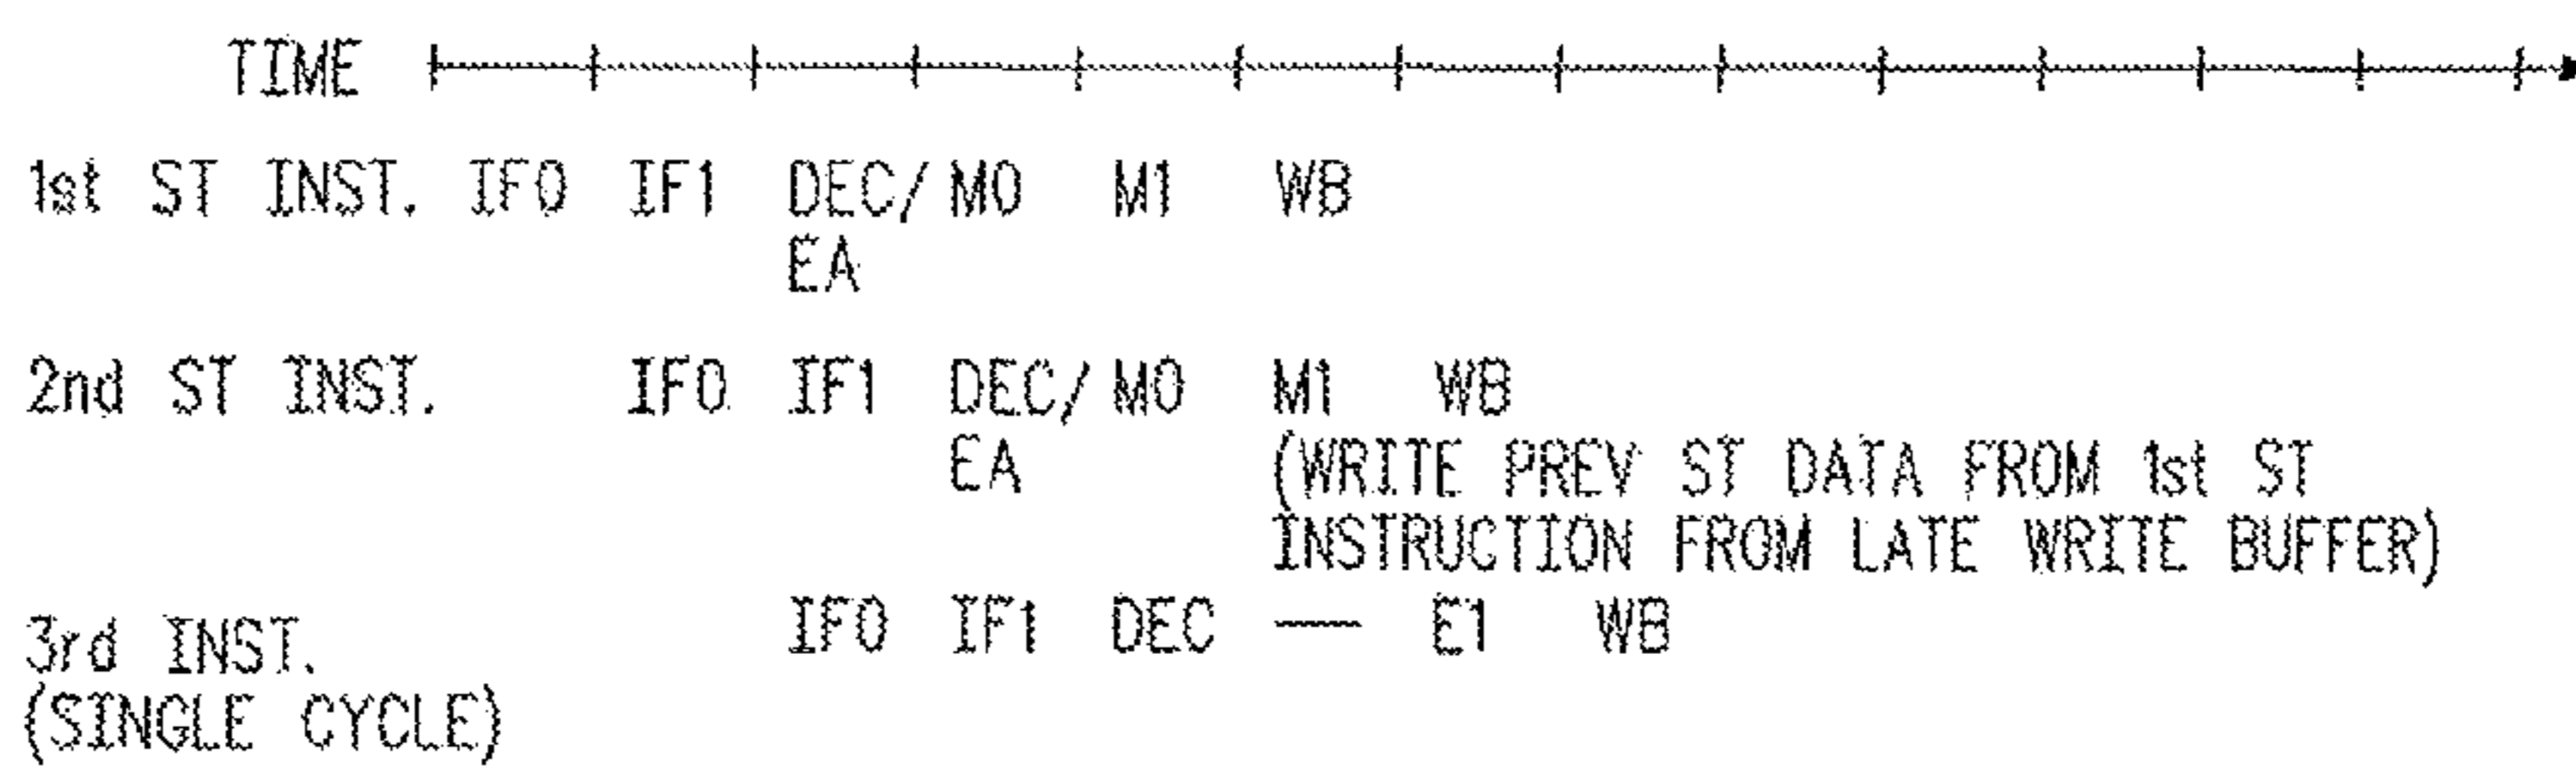 TIME
1st ST INST. IF0 IF1 DEC/ M0 M1 WB
EA
2nd ST INST. IF0 IF1 DEC/ M0 M1 WB
EA (WRITE PREV ST DATA FROM 1st ST
INSTRUCTION FROM LATE WRITE BUFFER)
IF0 IF1 DEC — E1 WB
3rd INST.
(SINGLE CYCLE)